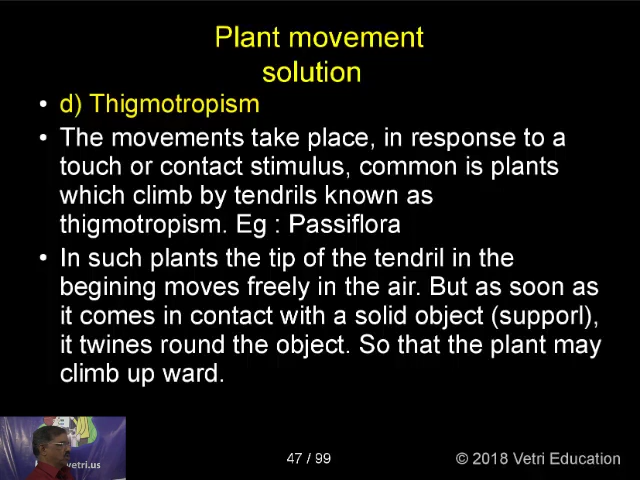 Plant movement
solution
• d) Thigmotropism
• The movements take place, in response to a
touch or contact stimulus, common is plants
which climb by tendrils known as
thigmotropism. Eg : Passiflora
• In such plants the tip of the tendril in the
begining moves freely in the air. But as soon as
it comes in contact with a solid object (supporl),
it twines round the object. So that the plant may
climb up ward.
vetri.us
47 / 99
© 2018 Vetri Education